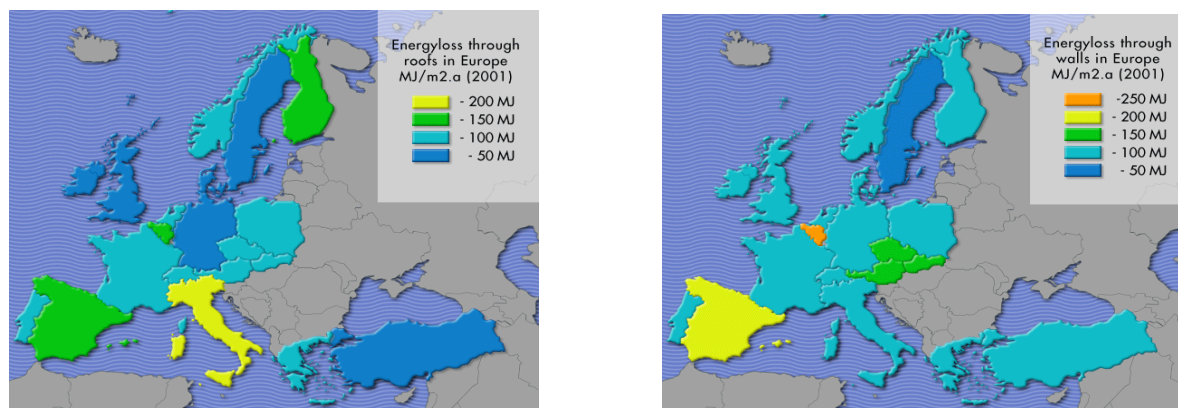 Energyloss through
roofs in Europe
MJ/m2.a (2001)
- 200 MJ
- 150 MJ
- 100 MJ
- 50 MJ
Energyloss through
walls in Europe
MJ/m2.a (2001)
-250 MJ
- 200 MJ
- 150 MJ
- 100 MJ
- 50 MJ